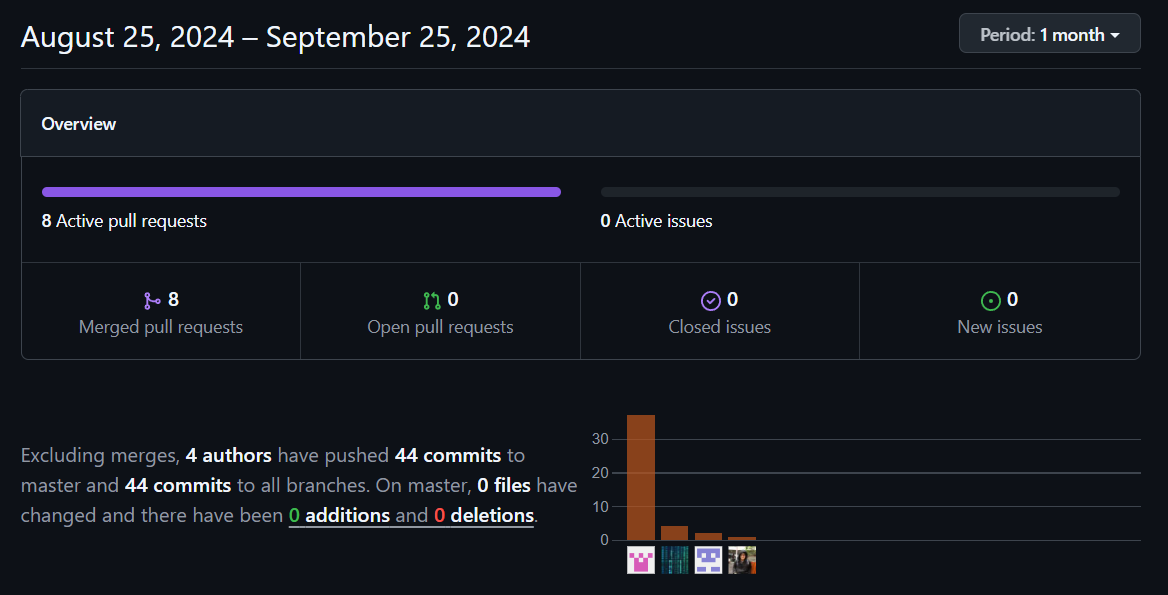 August 25, 2024 – September 25, 2024
Period: 1 month
Overview
8 Active pull requests
0 Active issues
8
Merged pull requests
0
Open pull requests
0
Closed issues
0
New issues
Excluding merges, 4 authors have pushed 44 commits to
master and 44 commits to all branches. On master, 0 files have
changed and there have been 0 additions and 0 deletions.
30
20
10
0